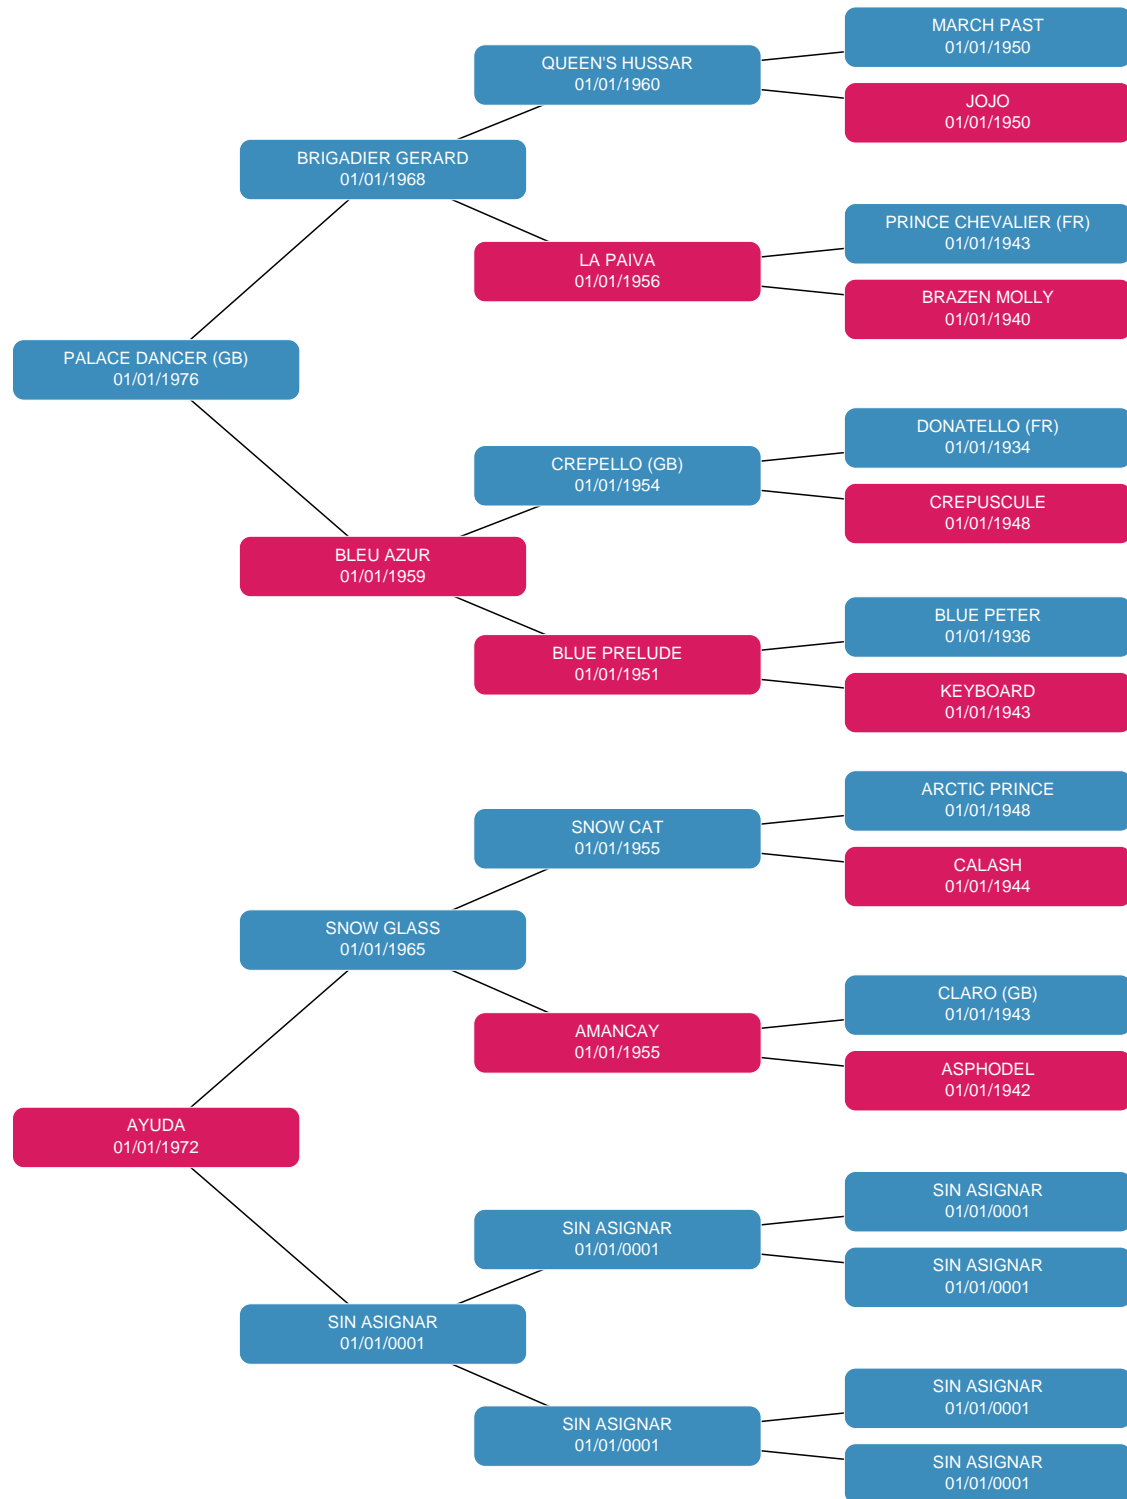 MARCH PAST
01/01/1950
QUEEN'S HUSSAR
01/01/1960
JOJO
01/01/1950
BRIGADIER GERARD
01/01/1968
PRINCE CHEVALIER (FR)
01/01/1943
LA PAIVA
01/01/1956
BRAZEN MOLLY
01/01/1940
PALACE DANCER (GB)
01/01/1976
DONATELLO (FR)
01/01/1934
CREPELLO (GB)
01/01/1954
CREPUSCULE
01/01/1948
BLEU AZUR
01/01/1959
BLUE PETER
01/01/1936
BLUE PRELUDE
01/01/1951
KEYBOARD
01/01/1943
ARCTIC PRINCE
01/01/1948
SNOW CAT
01/01/1955
CALASH
01/01/1944
SNOW GLASS
01/01/1965
CLARO (GB)
01/01/1943
AMANCAY
01/01/1955
ASPHODEL
01/01/1942
AYUDA
01/01/1972
SIN ASIGNAR
01/01/0001
SIN ASIGNAR
01/01/0001
SIN ASIGNAR
01/01/0001
SIN ASIGNAR
01/01/0001
SIN ASIGNAR
01/01/0001
SIN ASIGNAR
01/01/0001
SIN ASIGNAR
01/01/0001